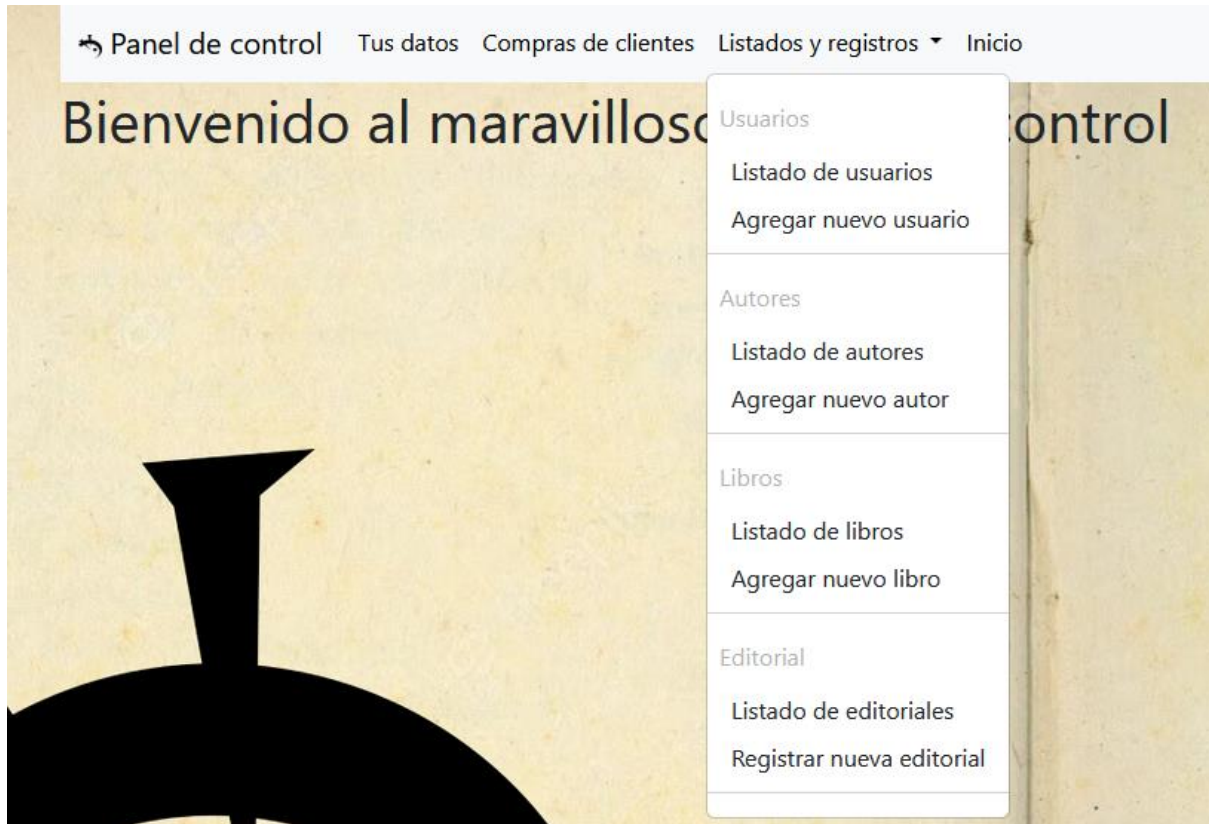 Panel de control Tus datos Compras de clientes Listados y registros Inicio
Bienvenido al maravilloso control
Usuarios
Listado de usuarios
Agregar nuevo usuario
Autores
Listado de autores
Agregar nuevo autor
Libros
Listado de libros
Agregar nuevo libro
Editorial
Listado de editoriales
Registrar nueva editorial